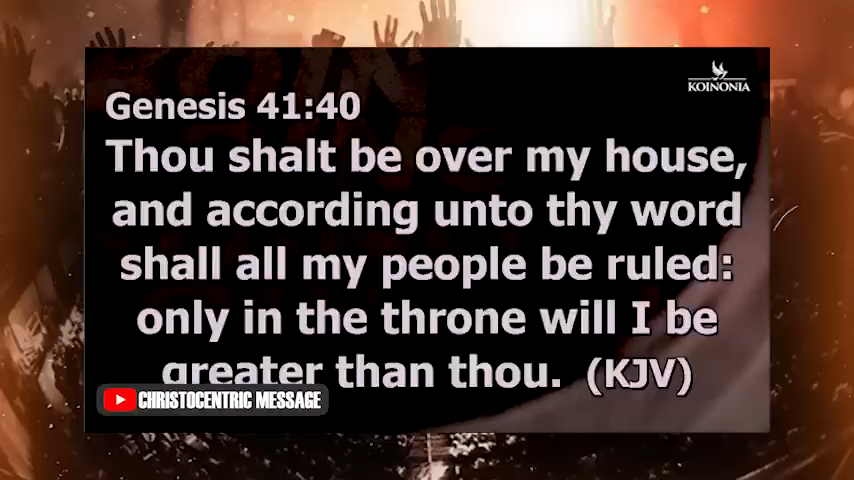 KOINONIA
Genesis 41:40
Thou shalt be over my house,
and according unto thy word
shall all my people be ruled:
only in the throne will I be
greater than thou. (KJV)
CHRISTOCENTRIC MESSAGE